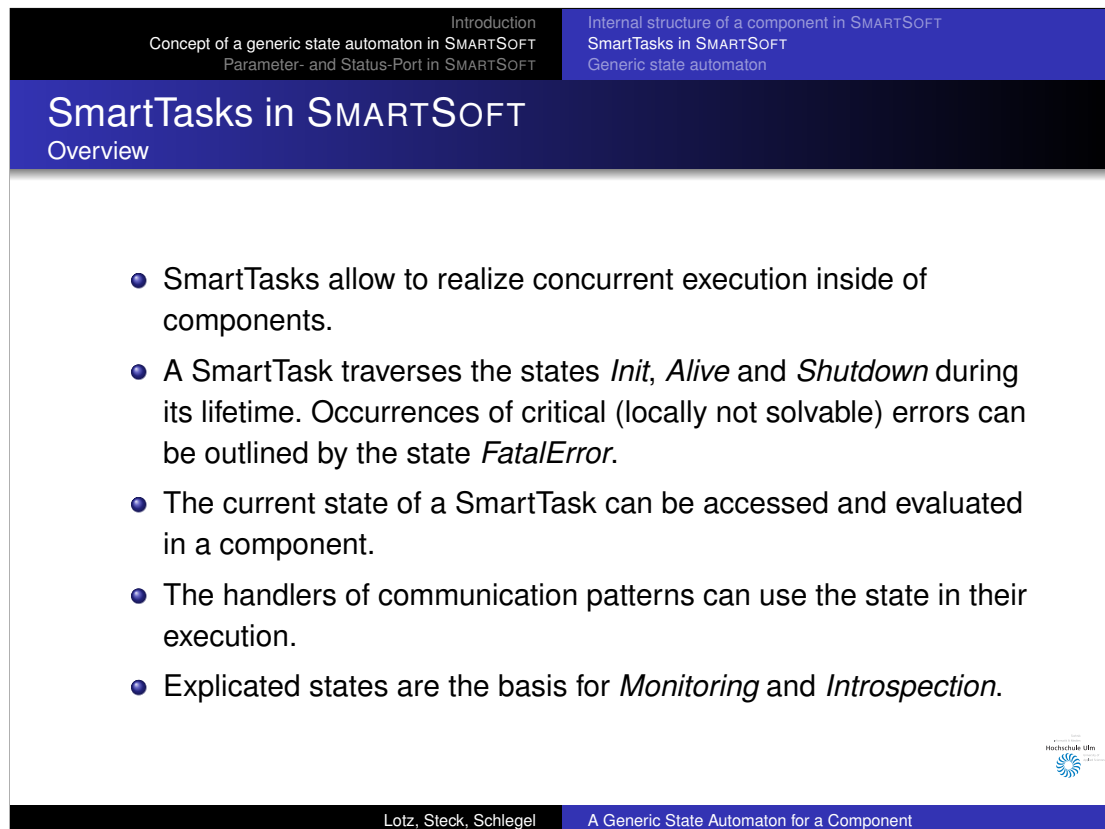 Introduction
Concept of a generic state automaton in SMARTSOFT
Parameter- and Status-Port in SMARTSOFT
Internal structure of a component in SMARTSOFT
SmartTasks in SMARTSOFT
Generic state automaton
SmartTasks in SMARTSOFT
Overview
SmartTasks allow to realize concurrent execution inside of
components.
A SmartTask traverses the states Init, Alive and Shutdown during
its lifetime. Occurrences of critical (locally not solvable) errors can
be outlined by the state FatalError.
The current state of a SmartTask can be accessed and evaluated
in a component.
The handlers of communication patterns can use the state in their
execution.
Explicated states are the basis for Monitoring and Introspection.
Hochschule Ulm
Lotz, Steck, Schlegel
A Generic State Automaton for a Component